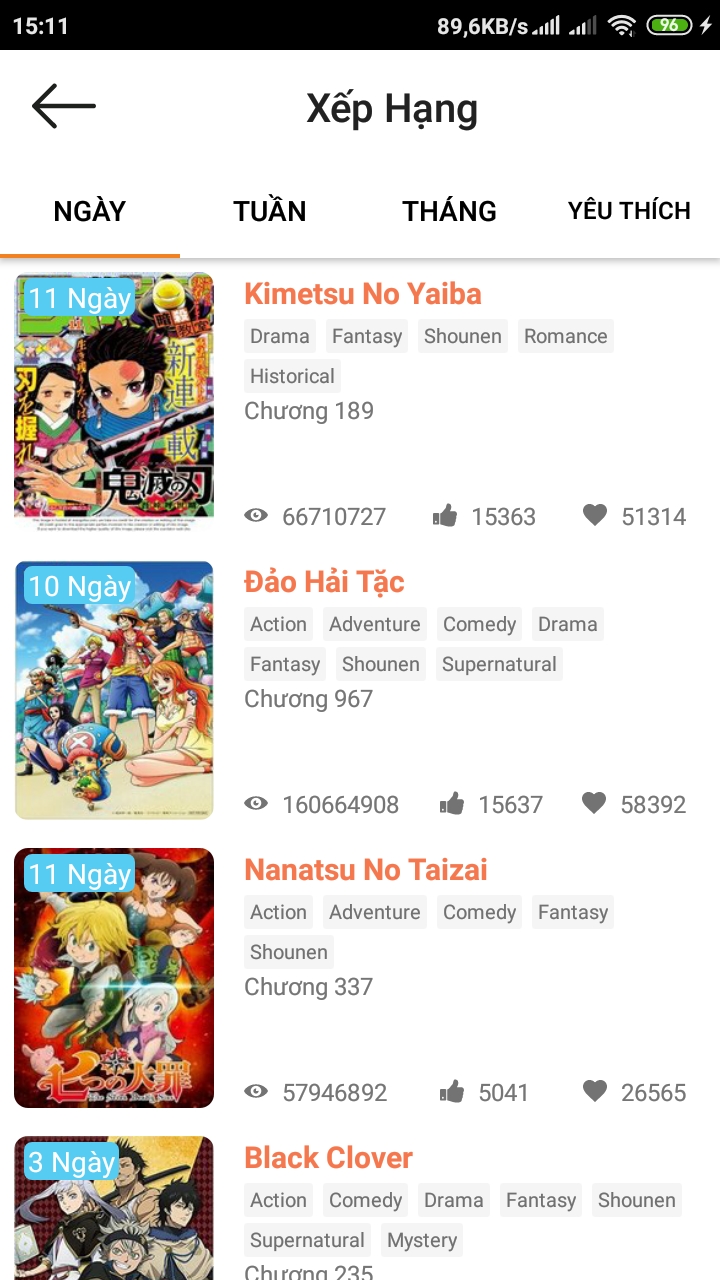 15:11
89,6KB/s
96
Xếp Hạng
NGÀY TUẦN THÁNG YÊU THÍCH
11 Ngày
Kimetsu No Yaiba
Drama Fantasy Shounen Romance
Historical
Chương 189
新連載
刃を握れ
鬼滅の刃
66710727 15363 51314
10 Ngày
Đảo Hải Tặc
Action Adventure Comedy Drama
Fantasy Shounen Supernatural
Chương 967
160664908 15637 58392
11 Ngày
Nanatsu No Taizai
Action Adventure Comedy Fantasy
Shounen
Chương 337
七つの大罪
The Seven Deadly Sins
57946892 5041 26565
3 Ngày
Black Clover
Action Comedy Drama Fantasy Shounen
Supernatural Mystery
Chương 235